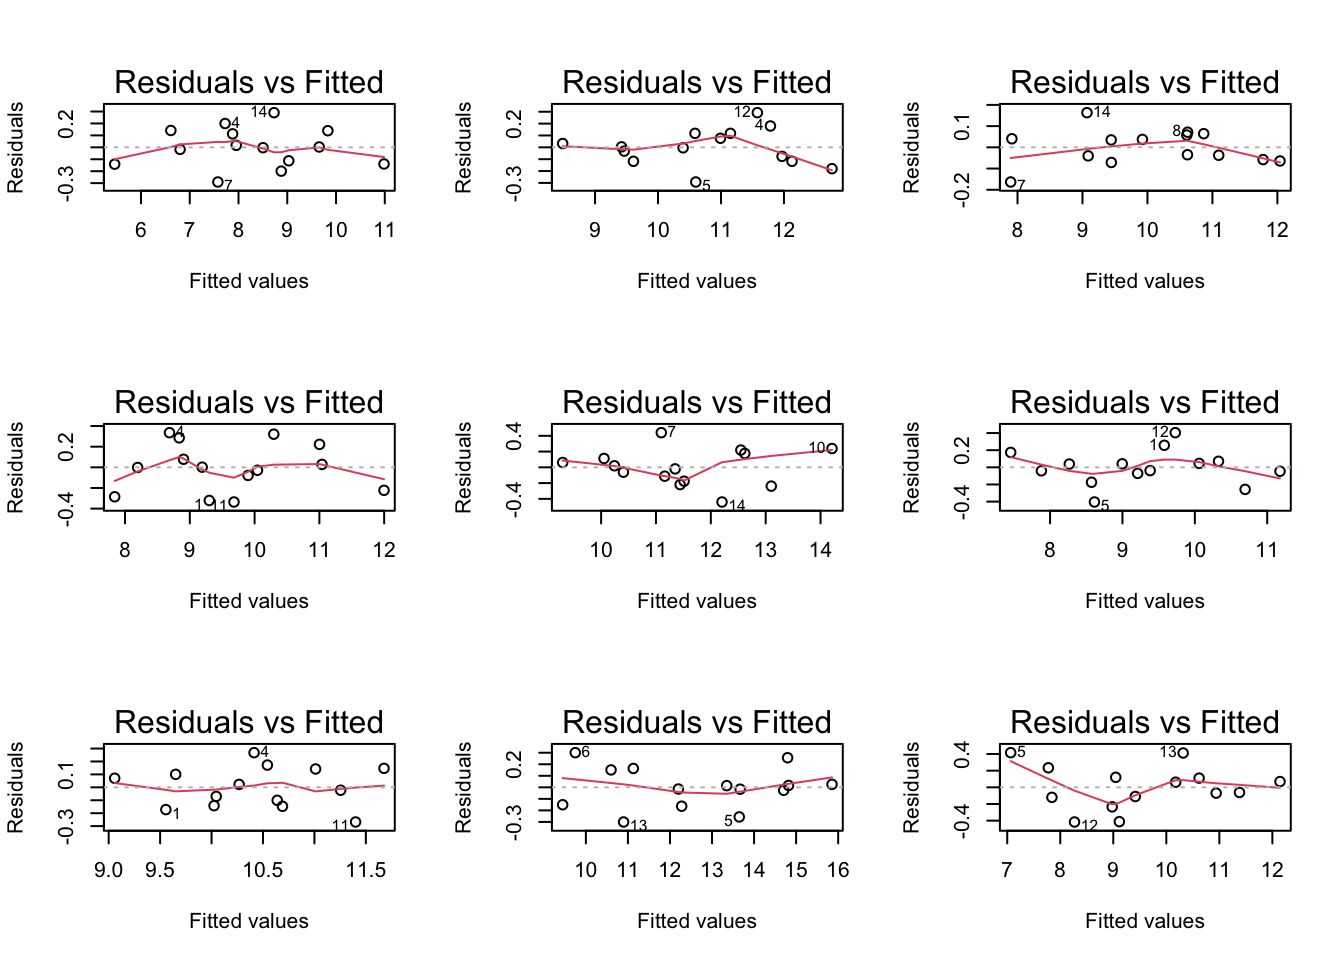 Residuals vs Fitted
Residuals
0.2
-0.3
14
4
7
6 7 8 9 10 11
Fitted values
Residuals vs Fitted
Residuals
0.2
-0.3
12
4
5
9 10 11 12
Fitted values
Residuals vs Fitted
Residuals
0.1
-0.2
14
8
7
8 9 10 11 12
Fitted values
Residuals vs Fitted
Residuals
0.2
-0.4
4
1
11
8 9 10 11 12
Fitted values
Residuals vs Fitted
Residuals
0.4
-0.4
7
10
14
10 11 12 13 14
Fitted values
Residuals vs Fitted
Residuals
0.2
-0.4
12
1
5
8 9 10 11
Fitted values
Residuals vs Fitted
Residuals
0.1
-0.3
4
1
11
9.0 9.5 10.5 11.5
Fitted values
Residuals vs Fitted
Residuals
0.2
-0.3
6
13
5
10 11 12 13 14 15 16
Fitted values
Residuals vs Fitted
Residuals
0.4
-0.4
5
13
12
7 8 9 10 11 12
Fitted values